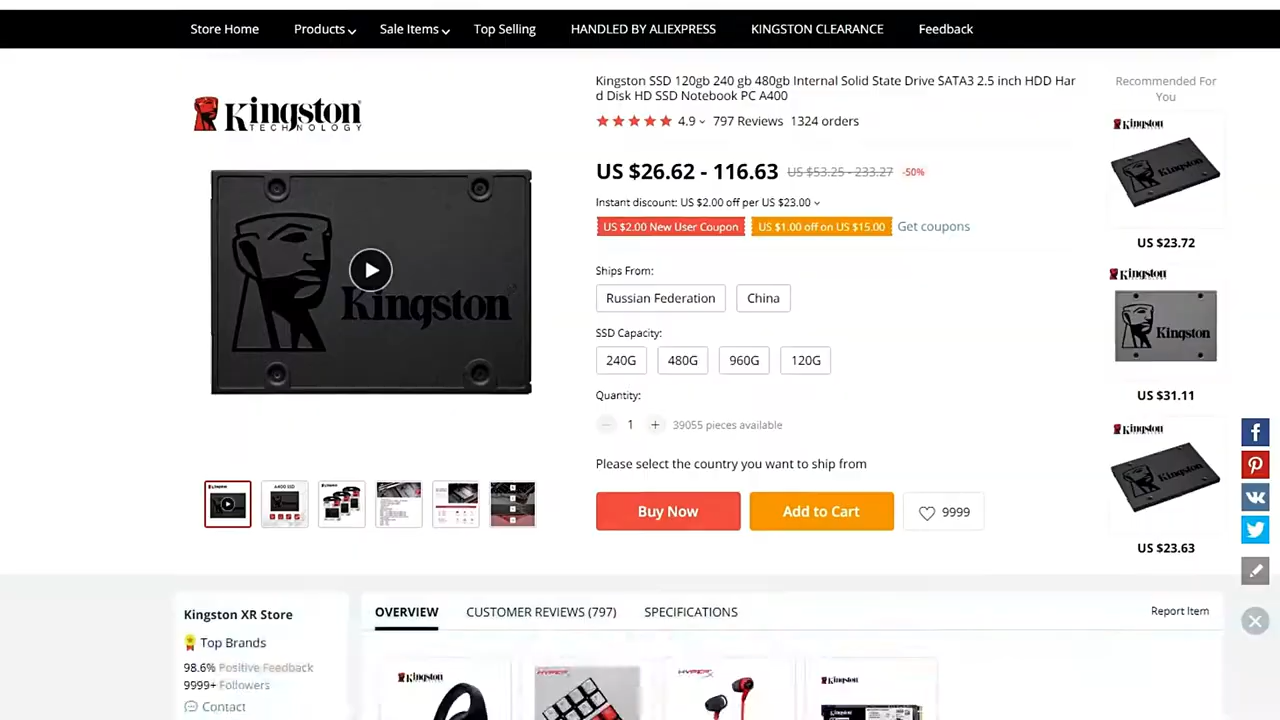 Store Home
Products
Sale Items
Top Selling
HANDLED BY ALIEXPRESS
KINGSTON CLEARANCE
Feedback
Kingston
TECHNOLOGY
Kingston
Kingston SSD 120gb 240 gb 480gb Internal Solid State Drive SATA3 2.5 inch HDD Har
d Disk HD SSD Notebook PC A400
4.9 797 Reviews 1324 orders
US $26.62 - 116.63 US $53.25 - 233.27 -50%
Instant discount: US $2.00 off per US $23.00
US $2.00 New User Coupon US $1.00 off on US $15.00 Get coupons
Ships From:
Russian Federation China
SSD Capacity:
240G 480G 960G 120G
Quantity:
1 + 39055 pieces available
Please select the country you want to ship from
Buy Now Add to Cart 9999
Recommended For
You
Kingston
Kingston
US $23.72
Kingston
Kingston
US $31.11
Kingston
Kingston
US $23.63
Kingston XR Store
Top Brands
98.6% Positive Feedback
9999+ Followers
Contact
OVERVIEW CUSTOMER REVIEWS (797) SPECIFICATIONS
Report Item
Kingston
HYPERX
HYPERX
Kingston